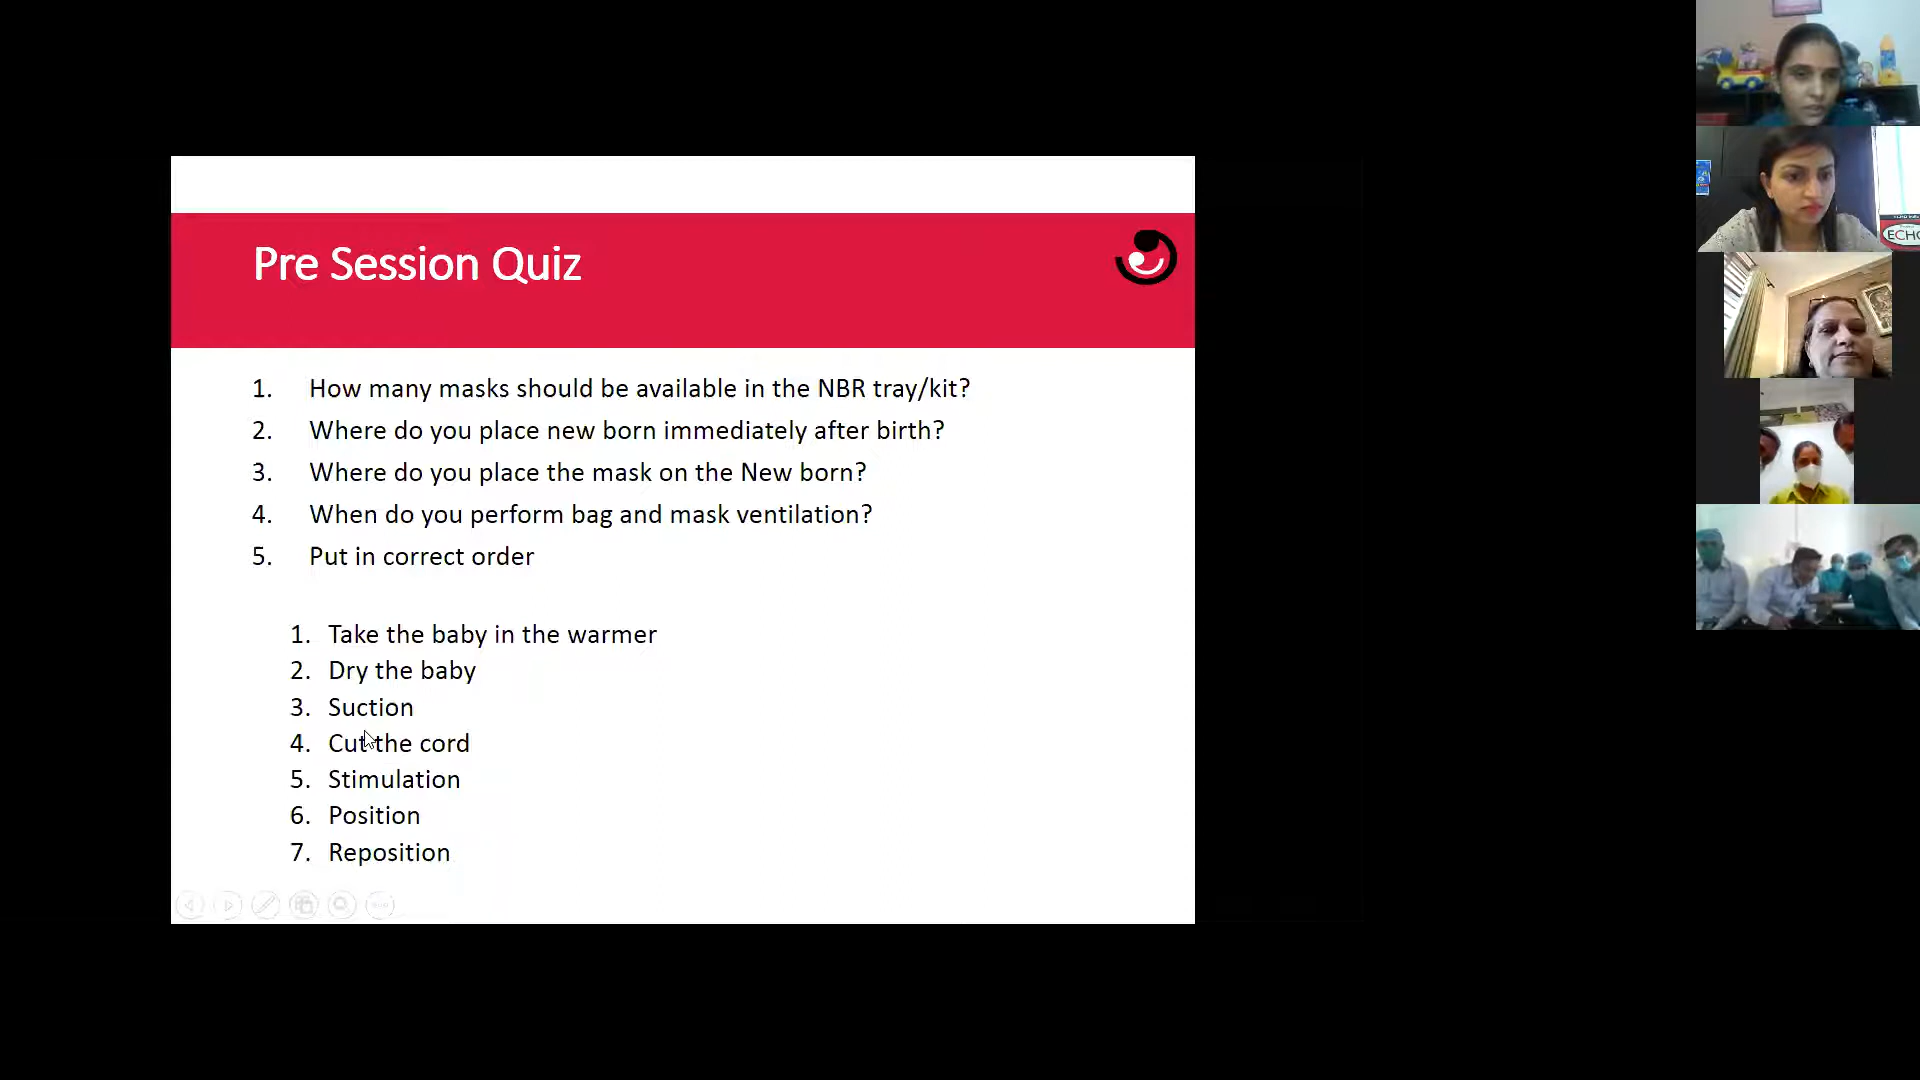 Pre Session Quiz
1. How many masks should be available in the NBR tray/kit?
2. Where do you place new born immediately after birth?
3. Where do you place the mask on the New born?
4. When do you perform bag and mask ventilation?
5. Put in correct order
1. Take the baby in the warmer
2. Dry the baby
3. Suction
4. Cut the cord
5. Stimulation
6. Position
7. Reposition
ECHO